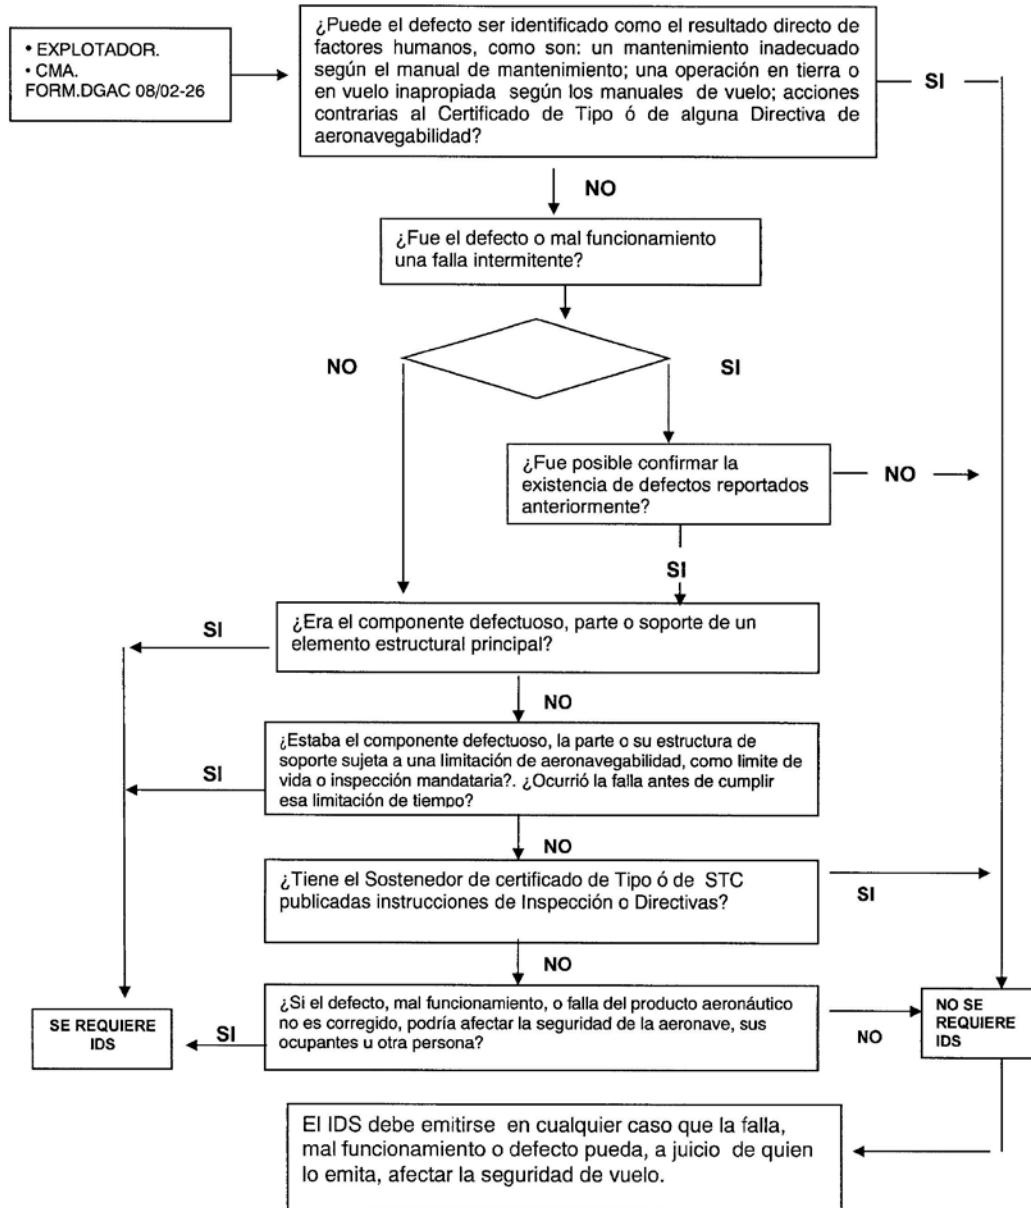 • EXPLOTADOR.
• CMA.
FORM.DGAC 08/02-26
¿Puede el defecto ser identificado como el resultado directo de
factores humanos, como son: un mantenimiento inadecuado
según el manual de mantenimiento; una operación en tierra o
en vuelo inapropiada según los manuales de vuelo; acciones
contrarias al Certificado de Tipo ó de alguna Directiva de
aeronavegabilidad?
SI
NO
¿Fue el defecto o mal funcionamiento
una falla intermitente?
NO
SI
¿Fue posible confirmar la
existencia de defectos reportados
anteriormente?
NO
SI
¿Era el componente defectuoso, parte o soporte de un
elemento estructural principal?
SI
NO
¿Estaba el componente defectuoso, la parte o su estructura de
soporte sujeta a una limitación de aeronavegabilidad, como limite de
vida o inspección mandataria?. ¿Ocurrió la falla antes de cumplir
esa limitación de tiempo?
SI
NO
¿Tiene el Sostenedor de certificado de Tipo ó de STC
publicadas instrucciones de Inspección o Directivas?
SI
NO
¿Si el defecto, mal funcionamiento, o falla del producto aeronáutico
no es corregido, podría afectar la seguridad de la aeronave, sus
ocupantes u otra persona?
SI
NO
SE REQUIERE
IDS
NO SE
REQUIERE
IDS
El IDS debe emitirse en cualquier caso que la falla,
mal funcionamiento o defecto pueda, a juicio de quien
lo emita, afectar la seguridad de vuelo.